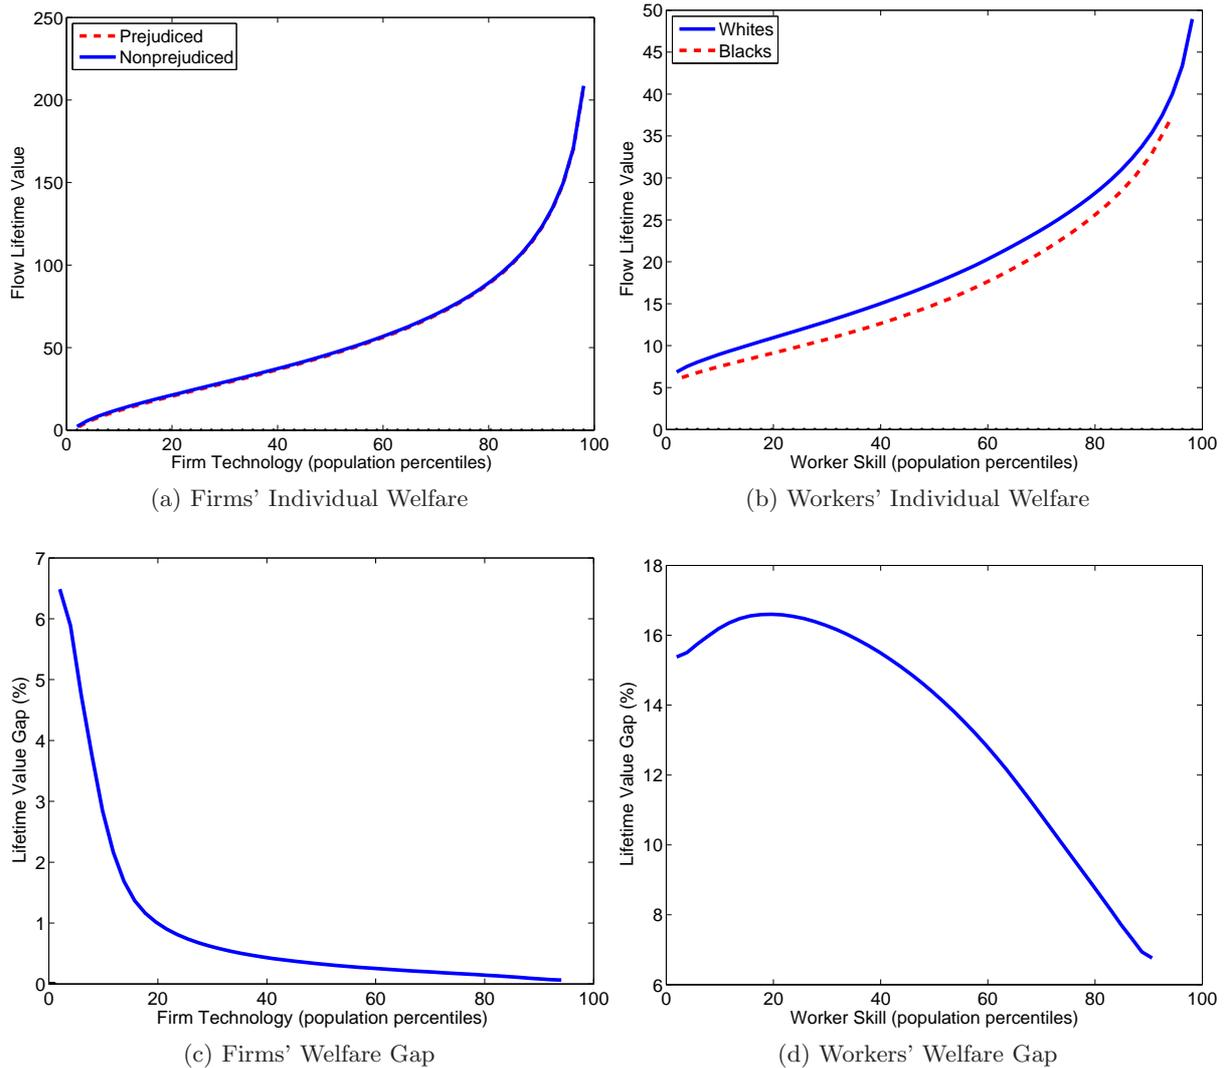 250
200
150
100
50
0
Flow Lifetime Value
Prejudiced
Nonprejudiced
0 20 40 60 80 100
Firm Technology (population percentiles)
(a) Firms' Individual Welfare
50
45
40
35
30
25
20
15
10
5
0
Flow Lifetime Value
Whites
Blacks
0 20 40 60 80 100
Worker Skill (population percentiles)
(b) Workers' Individual Welfare
7
6
5
4
3
2
1
0
Lifetime Value Gap (%)
0 20 40 60 80 100
Firm Technology (population percentiles)
(c) Firms' Welfare Gap
18
16
14
12
10
8
6
Lifetime Value Gap (%)
0 20 40 60 80 100
Worker Skill (population percentiles)
(d) Workers' Welfare Gap